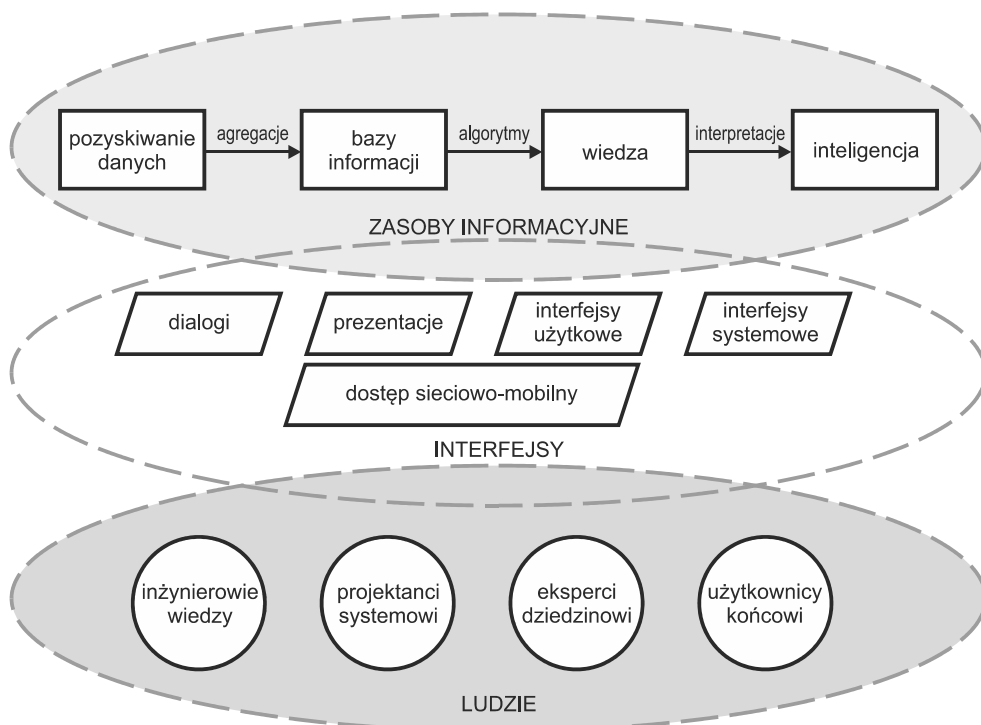 pozyskiwanie
danych
agregacje
bazy
informacji
algorytmy
wiedza
interpretacje
inteligencja
ZASOBY INFORMACYJNE
dialogi
prezentacje
interfejsy
użytkowe
interfejsy
systemowe
dostęp sieciowo-mobilny
INTERFEJSY
inżynierowie
wiedzy
projektanci
systemowi
eksperci
dziedzinowi
użytkownicy
końcowi
LUDZIE